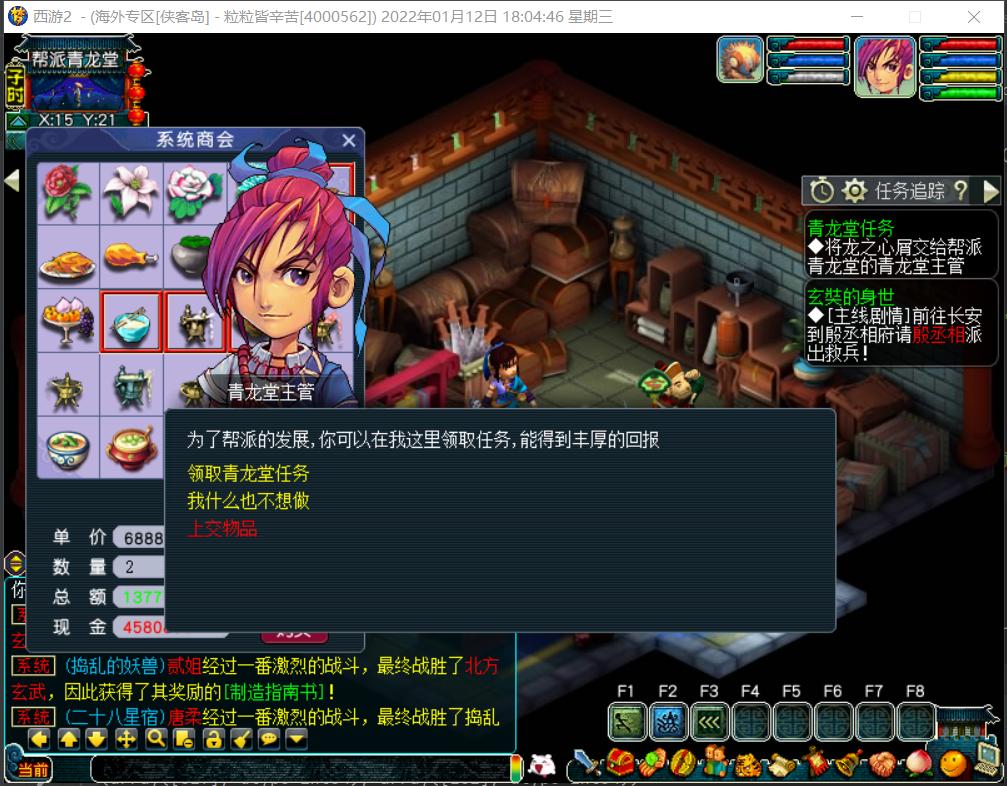 西游2 - (海外专区[侠客岛] - 粒粒皆辛苦[4000562]) 2022年01月12日 18:04:46 星期三
帮派青龙堂
子时
X:15 Y:21
系统商会
任务追踪 ?
青龙堂任务
◆将龙之心屑交给帮派
青龙堂的青龙堂主管
玄奘的身世
◆[主线剧情]前往长安
到殷丞相府请殷丞相派
出救兵!
青龙堂主管
为了帮派的发展,你可以在我这里领取任务,能得到丰厚的回报
领取青龙堂任务
我什么也不想做
上交物品
单 价 6888
数 量 2
总 额 1377
现 金 4580
你
系
玄
系统 (捣乱的妖兽)贰姐经过一番激烈的战斗，最终战胜了北方
玄武，因此获得了其奖励的[制造指南书]！
系统 (二十八星宿)唐柔经过一番激烈的战斗，最终战胜了捣乱
F1 F2 F3 F4 F5 F6 F7 F8
当前